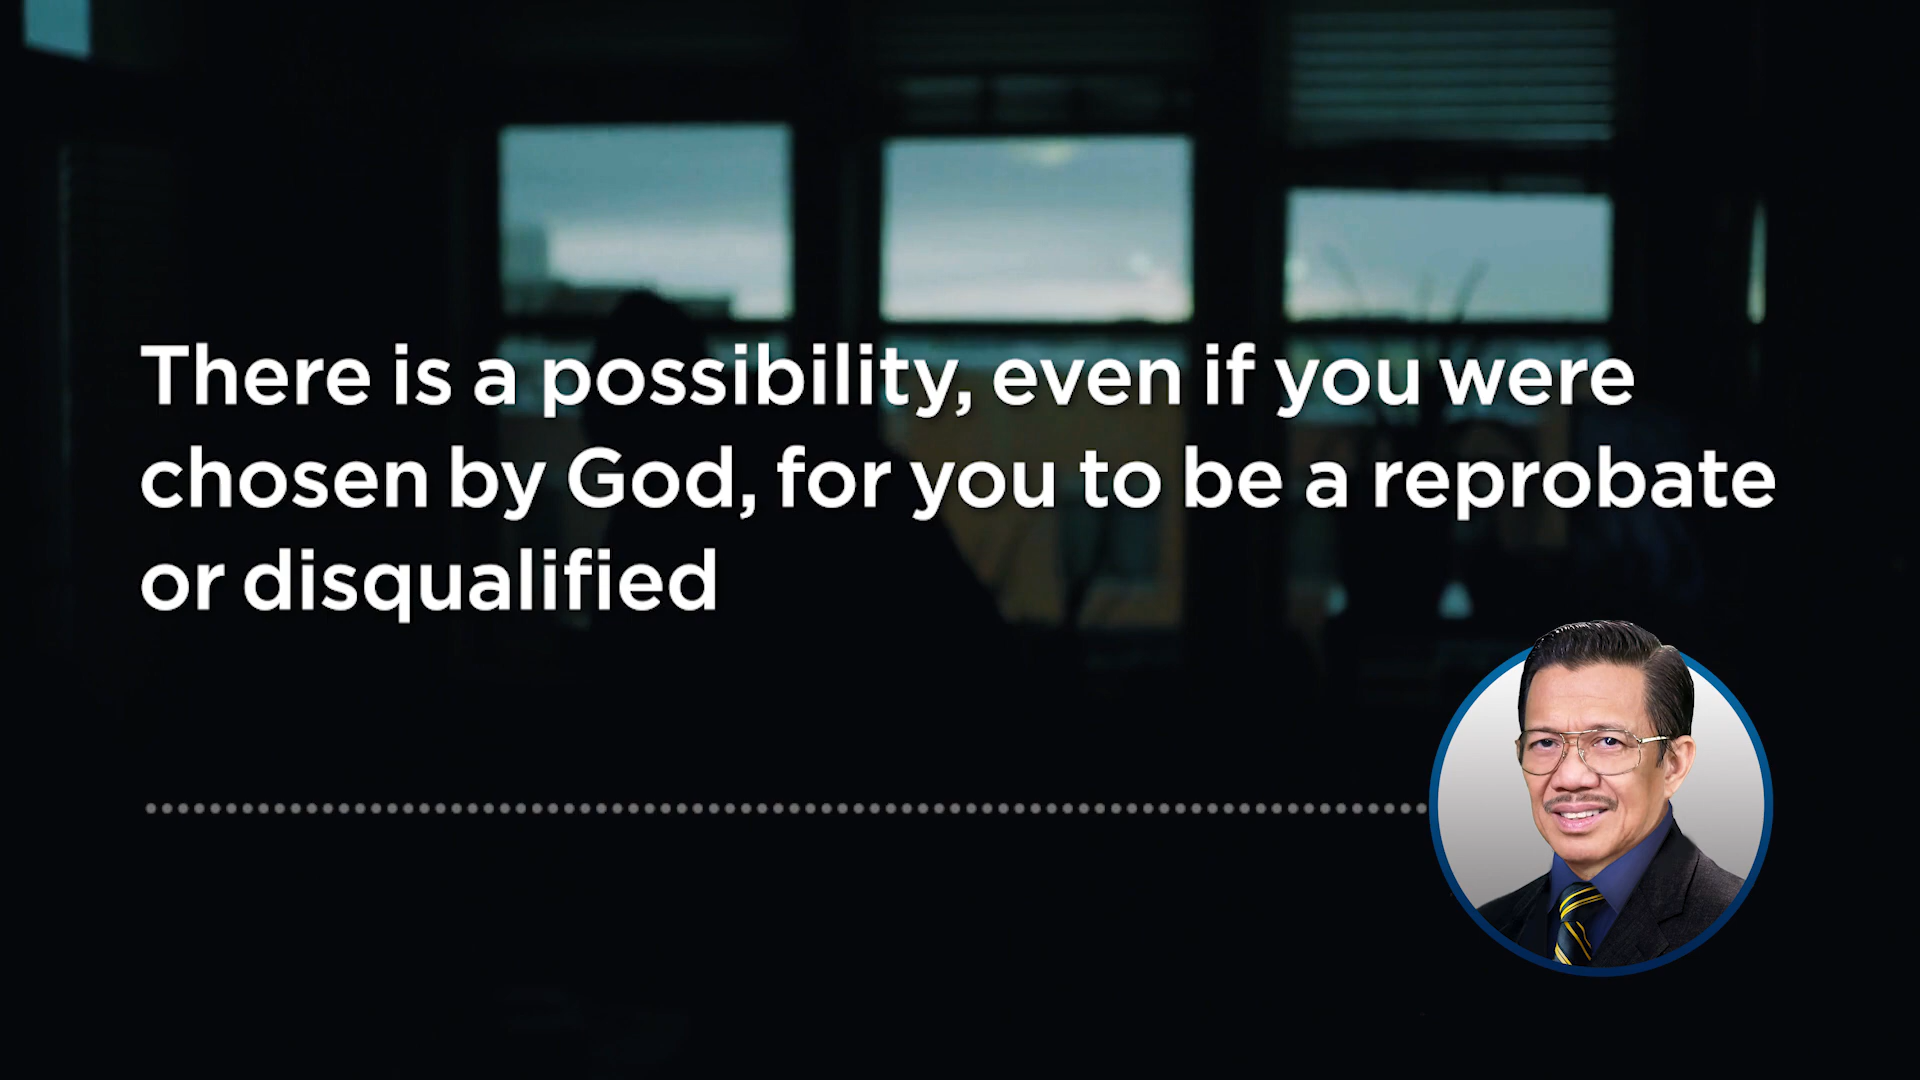 There is a possibility, even if you were
chosen by God, for you to be a reprobate
or disqualified